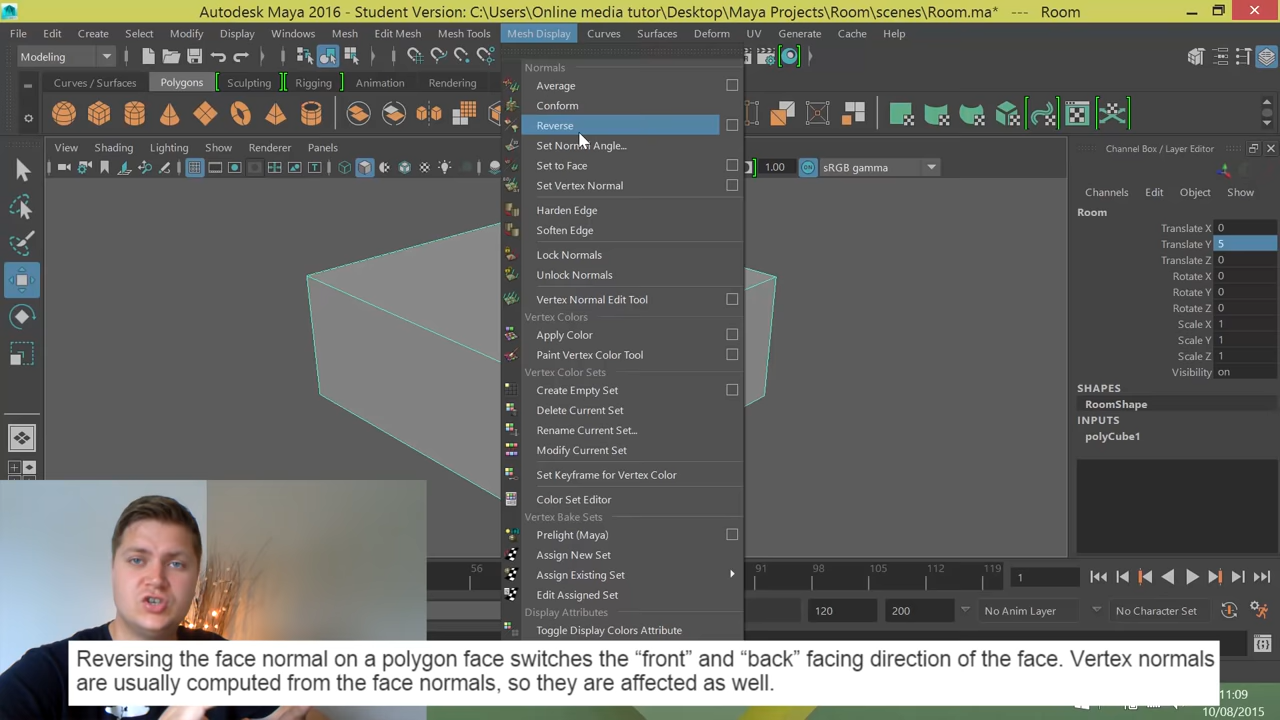 Autodesk Maya 2016 - Student Version: C:\Users\Online media tutor\Desktop\Maya Projects\Room\scenes\Room.ma* --- Room
File Edit Create Select Modify Display Windows Mesh Edit Mesh Mesh Tools Mesh Display Curves Surfaces Deform UV Generate Cache Help
Modeling
Curves / Surfaces Polygons Sculpting Rigging Animation Rendering
View Shading Lighting Show Renderer Panels
1.00 sRGB gamma
Normals
Average
Conform
Reverse
Set Normal Angle...
Set to Face
Set Vertex Normal
Harden Edge
Soften Edge
Lock Normals
Unlock Normals
Vertex Normal Edit Tool
Vertex Colors
Apply Color
Paint Vertex Color Tool
Vertex Color Sets
Create Empty Set
Delete Current Set
Rename Current Set...
Modify Current Set
Set Keyframe for Vertex Color
Color Set Editor
Vertex Bake Sets
Prelight (Maya)
Assign New Set
Assign Existing Set
Edit Assigned Set
Display Attributes
Toggle Display Colors Attribute
Channel Box / Layer Editor
Channels Edit Object Show
Room
Translate X 0
Translate Y 5
Translate Z 0
Rotate X 0
Rotate Y 0
Rotate Z 0
Scale X 1
Scale Y 1
Scale Z 1
Visibility on
SHAPES
RoomShape
INPUTS
polyCube1
56 91 98 105 112 119 1
120 200 No Anim Layer No Character Set
Reversing the face normal on a polygon face switches the “front” and “back” facing direction of the face. Vertex normals
are usually computed from the face normals, so they are affected as well.
11:09
10/08/2015